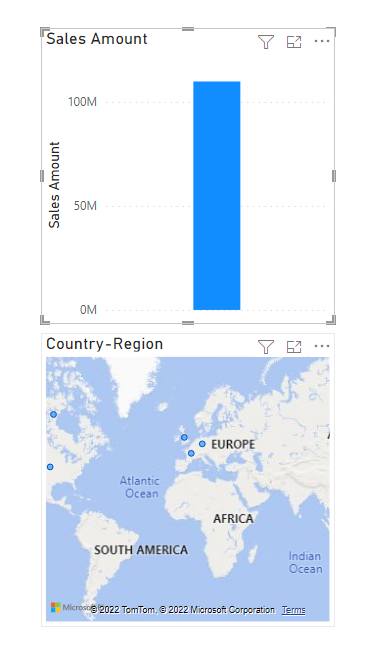 Sales Amount
100M
50M
0M
Sales Amount
Country-Region
EUROPE
Atlantic
Ocean
AFRICA
SOUTH AMERICA
Indian
Ocean
Microsoft
© 2022 TomTom, © 2022 Microsoft Corporation Terms